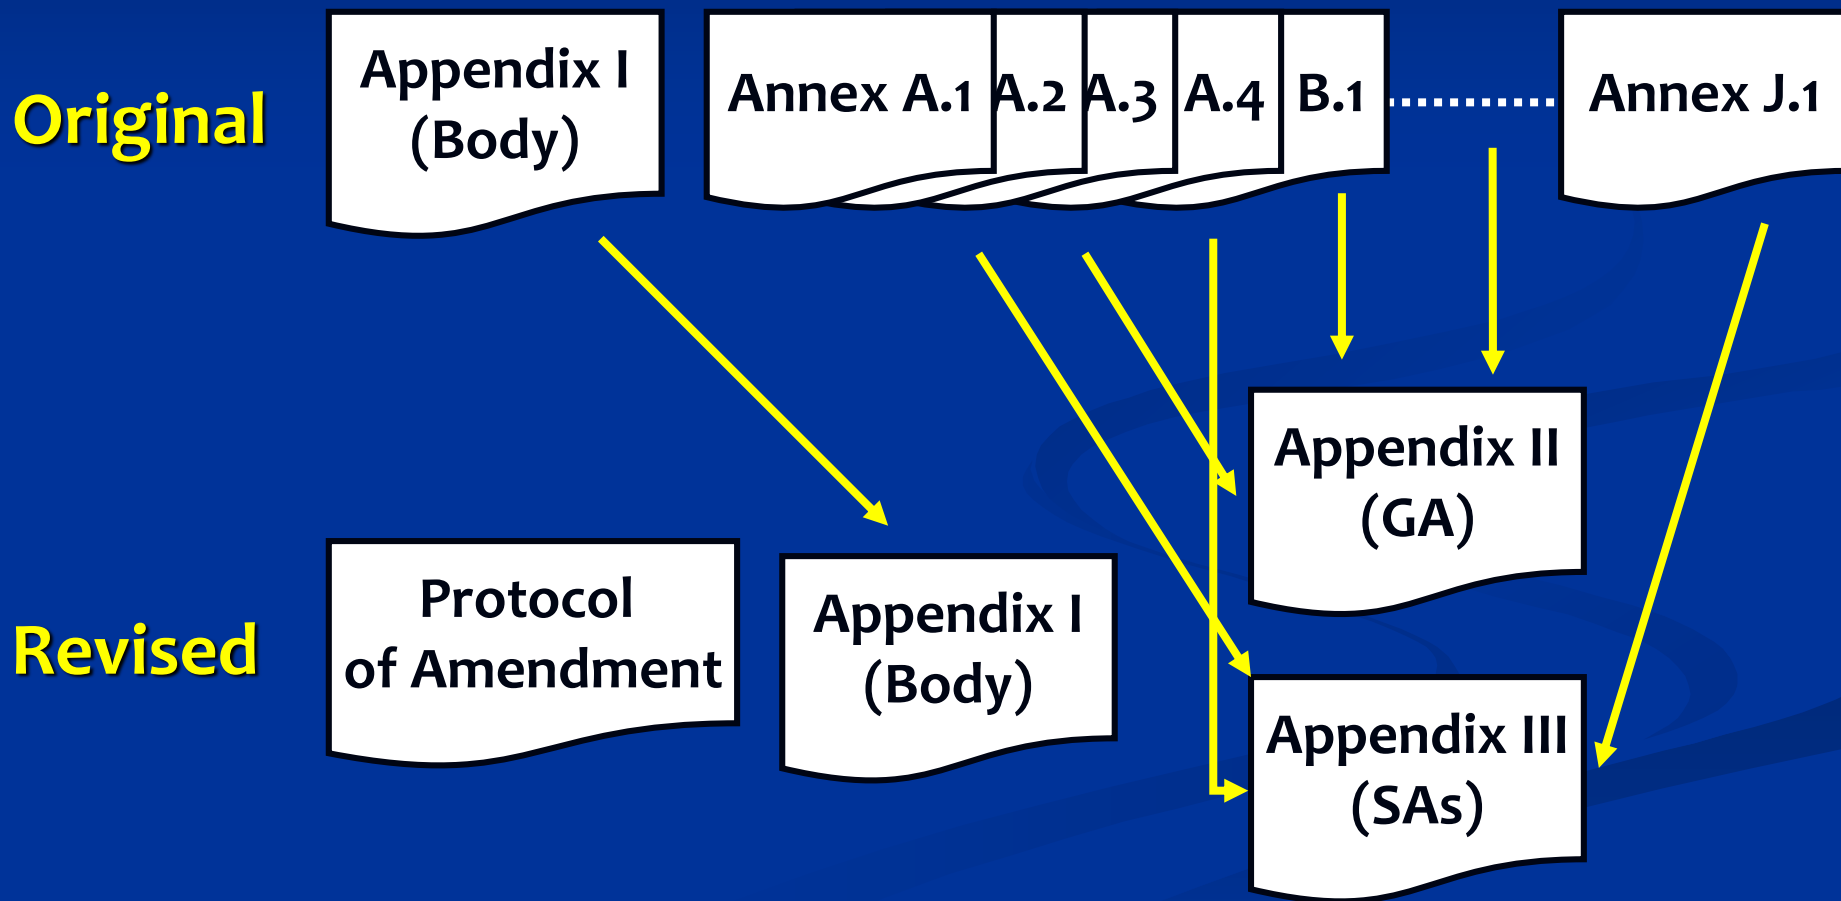 Original
Appendix I
(Body)
Annex A.1
A.2
A.3
A.4
B.1
Annex J.1
Appendix II
(GA)
Revised
Protocol
of Amendment
Appendix I
(Body)
Appendix III
(SAs)